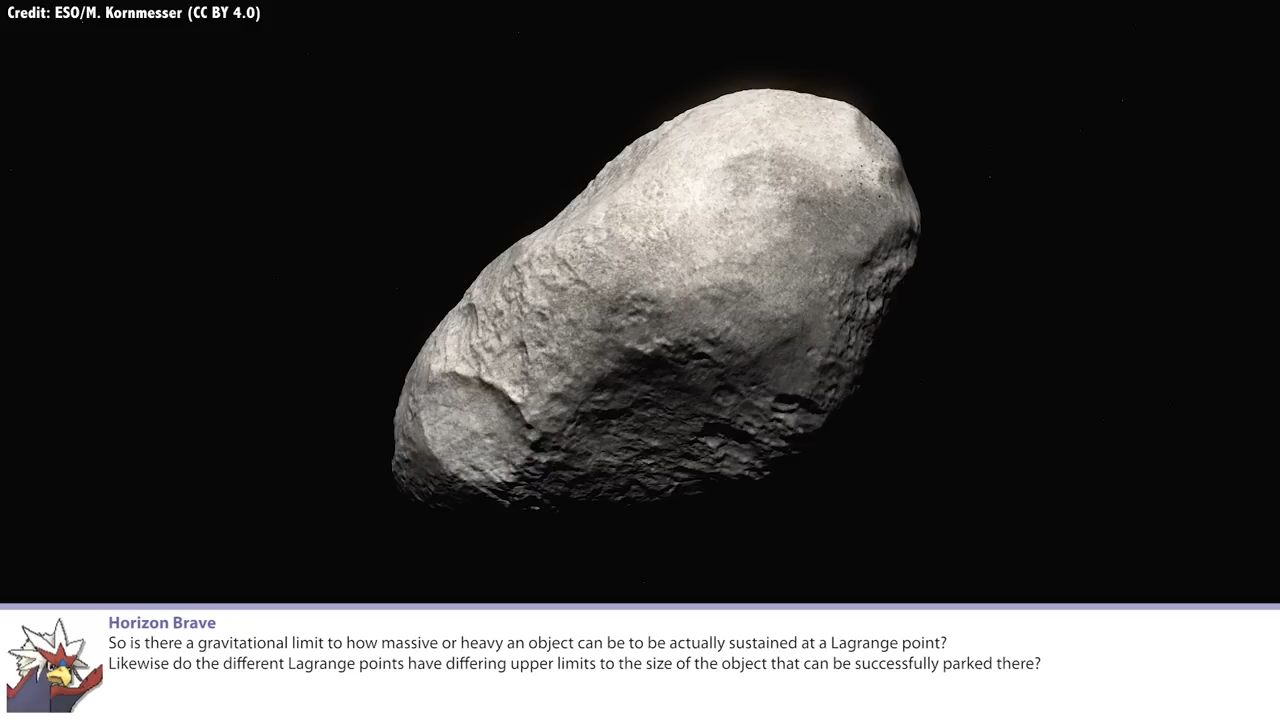 Credit: ESO/M. Kornmesser (CC BY 4.0)
Horizon Brave
So is there a gravitational limit to how massive or heavy an object can be to be actually sustained at a Lagrange point?
Likewise do the different Lagrange points have differing upper limits to the size of the object that can be successfully parked there?